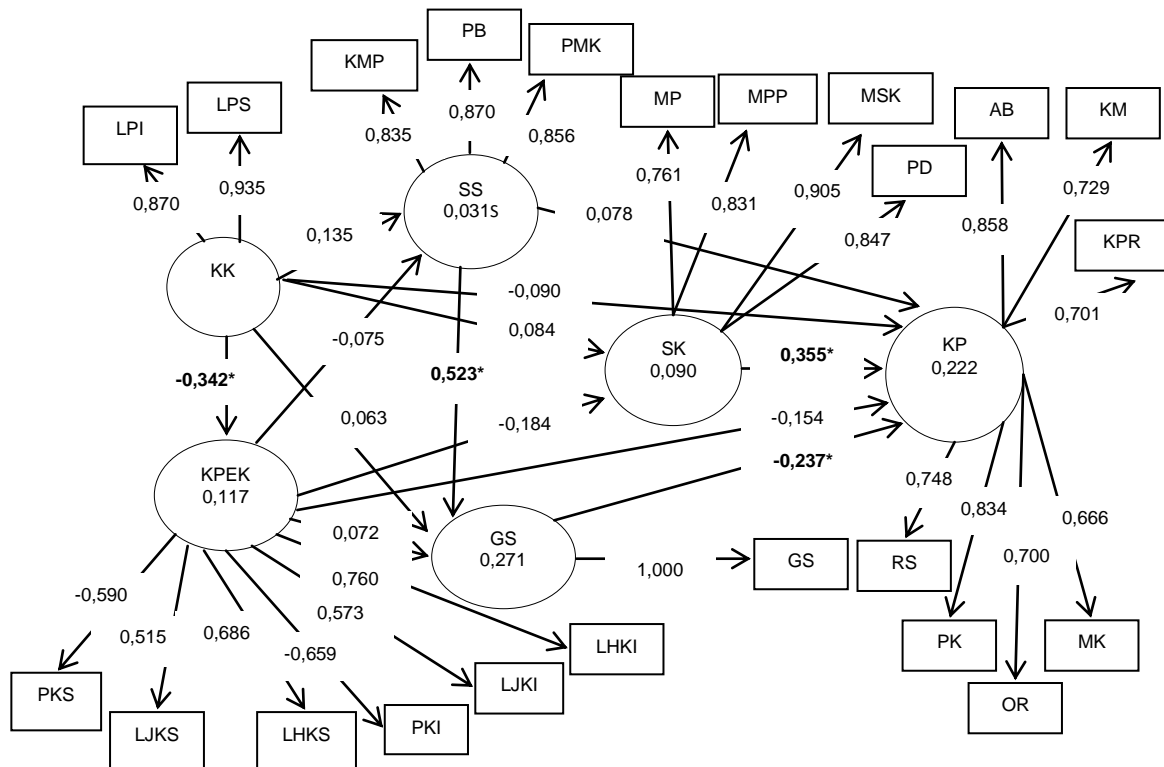 PB
PMK
KMP
LPS
LPI
MP
MPP
MSK
AB
KM
PD
KPR
0,870
0,835
0,856
0,870
0,935
0,761
0,831
0,905
0,847
0,858
0,729
0,701
SS
0,031S
0,135
0,078
KK
-0,090
0,084
-0,075
-0,342*
0,523*
SK
0,090
0,355*
KP
0,222
0,063
-0,184
-0,154
-0,237*
KPEK
0,117
0,072
GS
0,271
1,000
GS
RS
0,748
0,834
0,700
0,666
-0,590
0,515
0,686
-0,659
0,573
0,760
LHKI
LJKI
PKI
LHKS
LJKS
PKS
PK
MK
OR